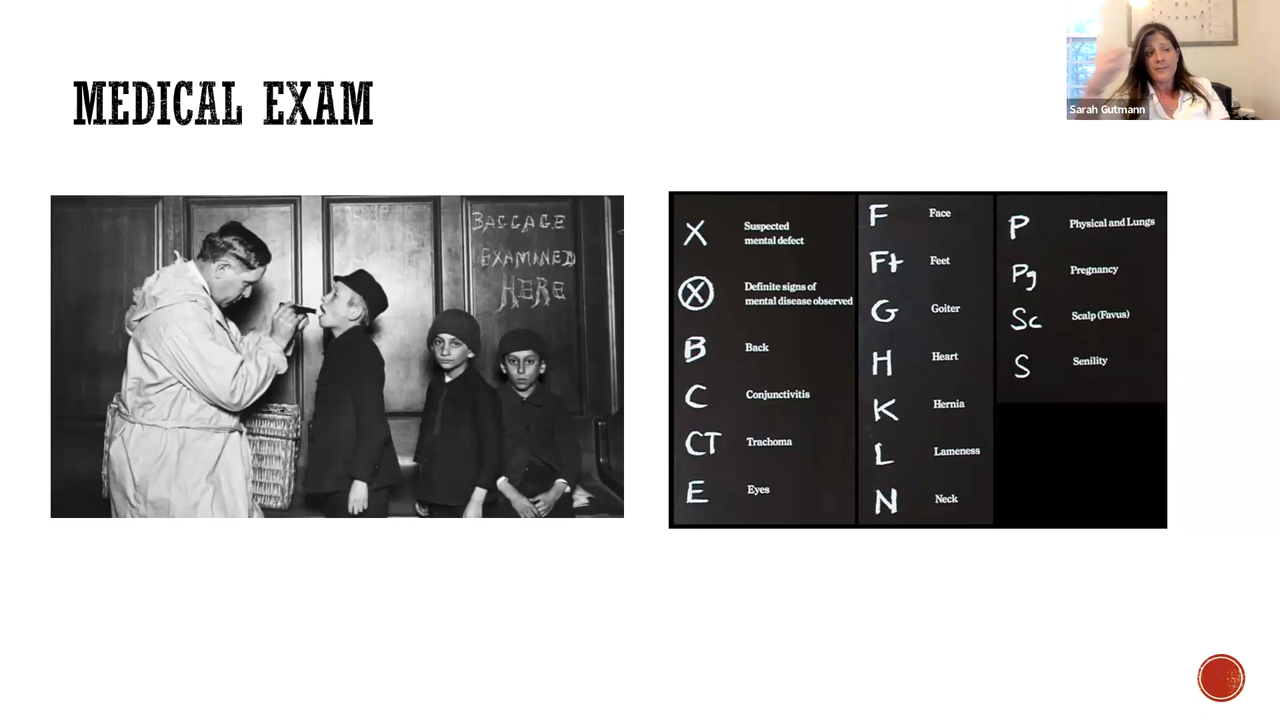 MEDICAL EXAM
Sarah Gutmann
BAGGAGE
EXAMINED
HERE
X Suspected
mental defect
X Definite signs of
mental disease observed
B Back
C Conjunctivitis
CT Trachoma
E Eyes
F Face
Ft Feet
G Goiter
H Heart
K Hernia
L Lameness
N Neck
P Physical and Lungs
Pg Pregnancy
Sc Scalp (Favus)
S Senility